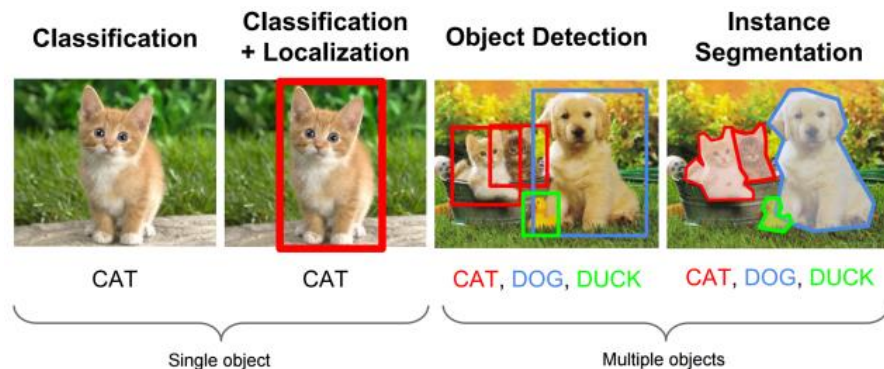 Classification
Classification
+ Localization
Object Detection
Instance
Segmentation
CAT
CAT
CAT, DOG, DUCK
CAT, DOG, DUCK
Single object
Multiple objects